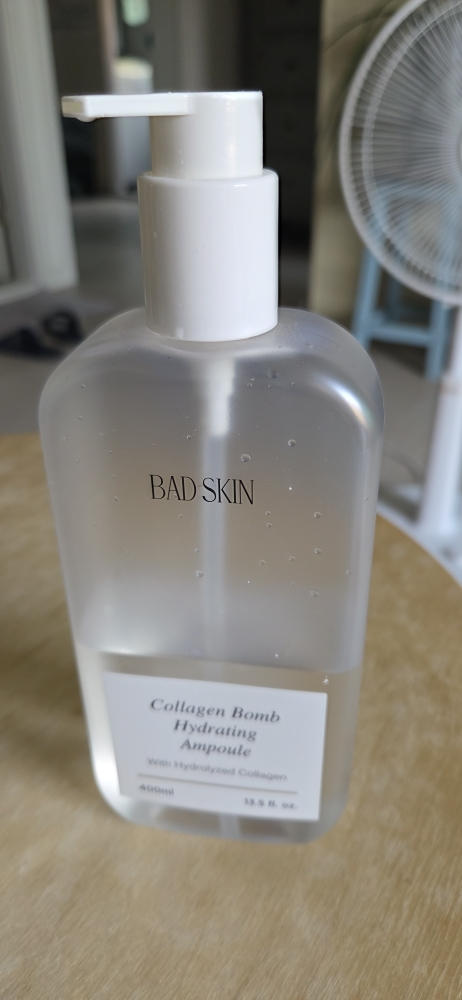 BAD SKIN
Collagen Bomb
Hydrating
Ampoule
With Hydrolyzed Collagen
400ml
13.5 fl. oz.